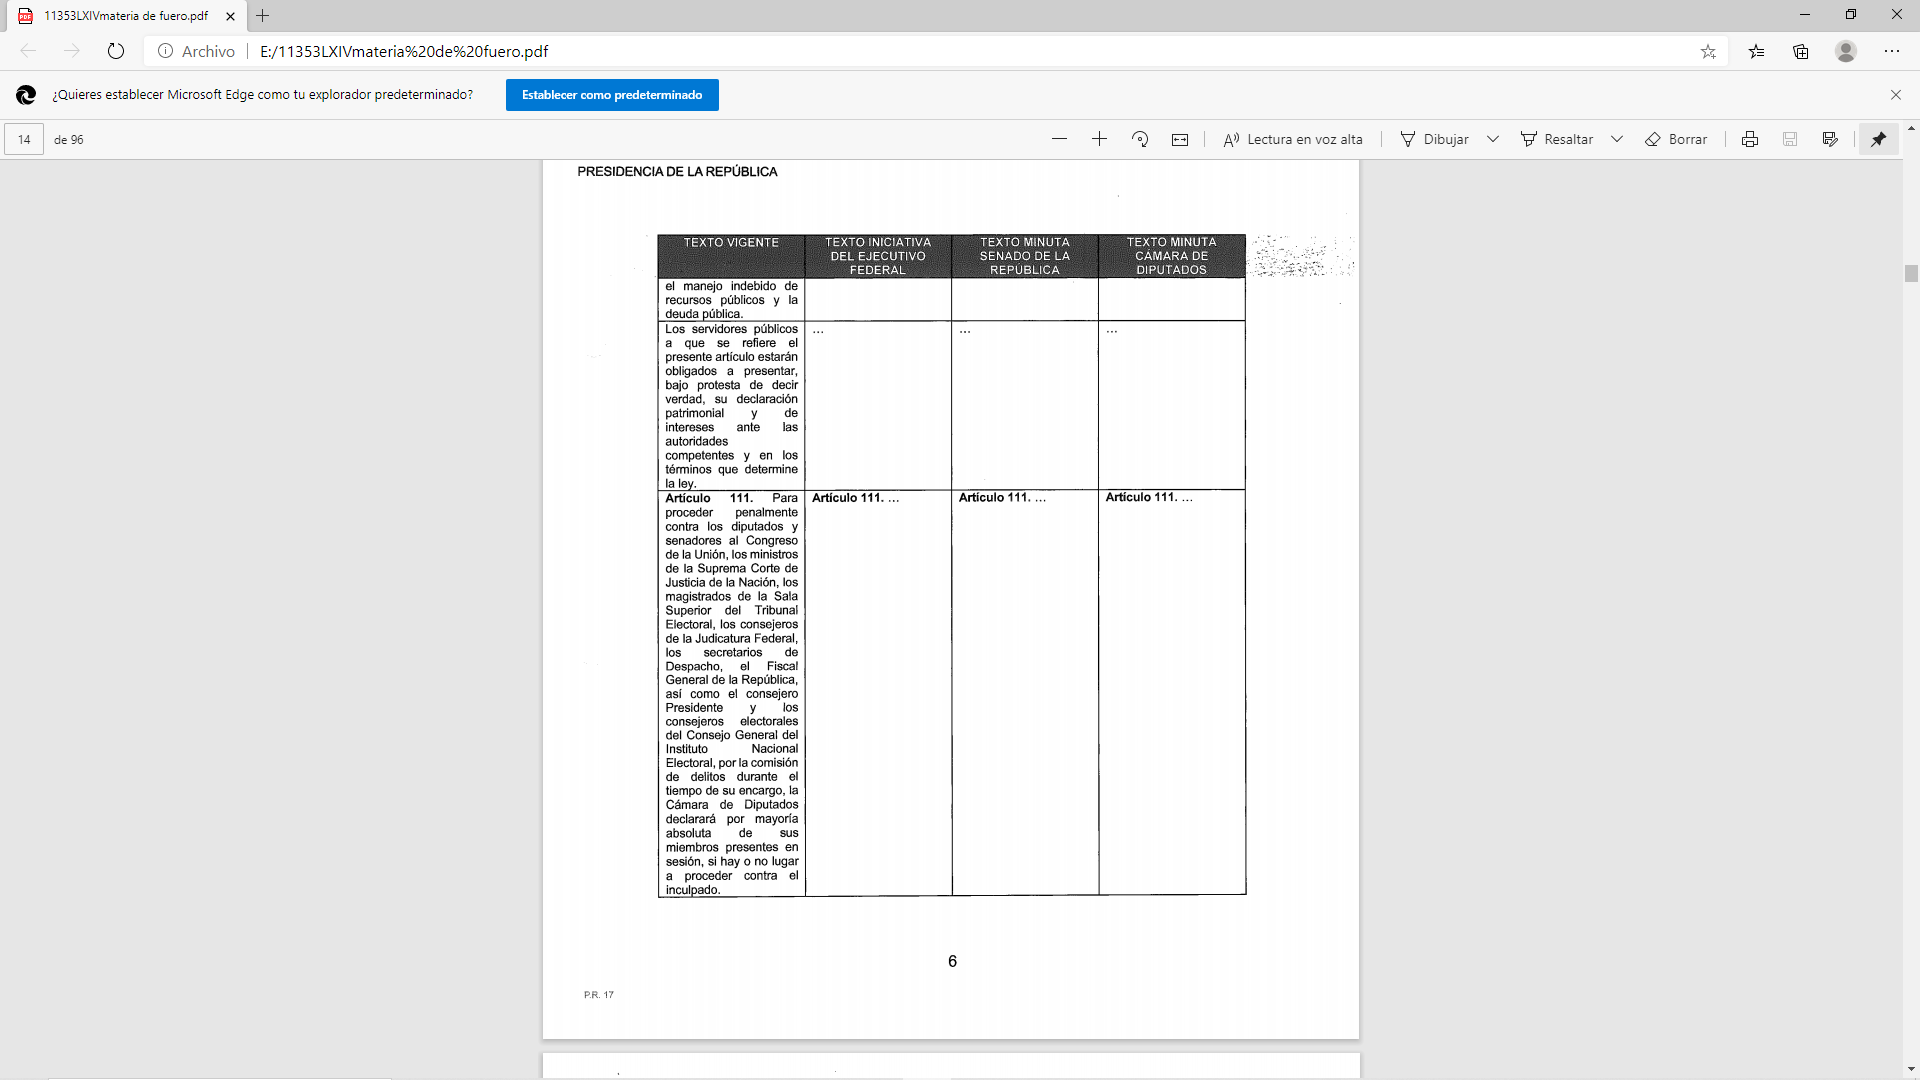 11353LXIVmateria de fuero.pdf
Archivo
E:/11353LXIVmateria%20de%20fuero.pdf
¿Quieres establecer Microsoft Edge como tu explorador predeterminado?
Establecer como predeterminado
14
de 96
Lectura en voz alta
Dibujar
Resaltar
Borrar
PRESIDENCIA DE LA REPÚBLICA
TEXTO VIGENTE
TEXTO INICIATIVA
DEL EJECUTIVO
FEDERAL
TEXTO MINUTA
SENADO DE LA
REPÚBLICA
TEXTO MINUTA
CÁMARA DE
DIPUTADOS
el manejo indebido de
recursos públicos y la
deuda pública.
Los servidores públicos
a que se refiere el
presente artículo estarán
obligados a presentar,
bajo protesta de decir
verdad, su declaración
patrimonial y de
intereses ante las
autoridades
competentes y en los
términos que determine
la ley.
...
...
...
Artículo 111. Para
proceder penalmente
contra los diputados y
senadores al Congreso
de la Unión, los ministros
de la Suprema Corte de
Justicia de la Nación, los
magistrados de la Sala
Superior del Tribunal
Electoral, los consejeros
de la Judicatura Federal,
los secretarios de
Despacho, el Fiscal
General de la República,
así como el consejero
Presidente y los
consejeros electorales
del Consejo General del
Instituto Nacional
Electoral, por la comisión
de delitos durante el
tiempo de su encargo, la
Cámara de Diputados
declarará por mayoría
absoluta de sus
miembros presentes en
sesión, si hay o no lugar
a proceder contra el
inculpado.
Artículo 111. ...
Artículo 111. ...
Artículo 111. ...
6
P.R. 17